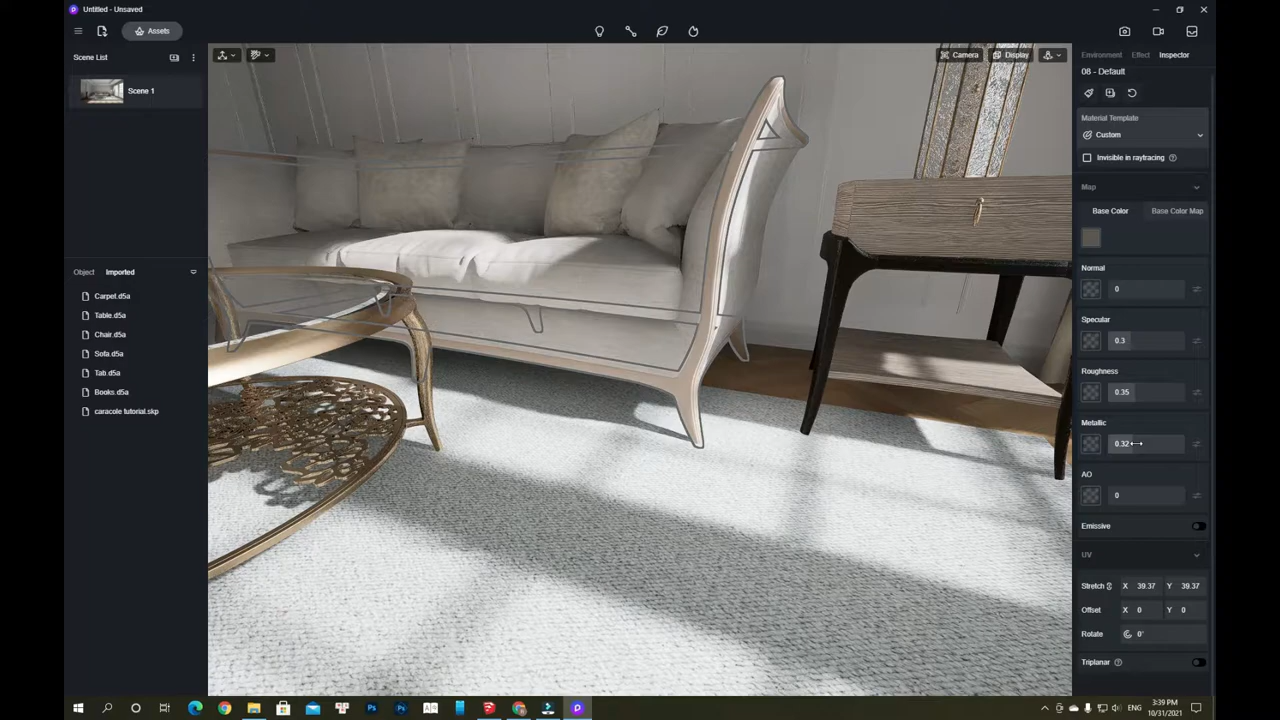 Untitled - Unsaved
Assets
Scene List
Scene 1
Camera
Display
Object
Imported
Carpet.d5a
Table.d5a
Chair.d5a
Sofa.d5a
Tab.d5a
Books.d5a
caracole tutorial.skp
Environment
Effect
Inspector
08 - Default
Material Template
Custom
Invisible in raytracing
Map
Base Color
Base Color Map
Normal
0
Specular
0.3
Roughness
0.35
Metallic
0.32
AO
0
Emissive
UV
Stretch X 39.37 Y 39.37
Offset X 0 Y 0
Rotate 0°
Triplanar
ENG
3:39 PM
10/31/2021